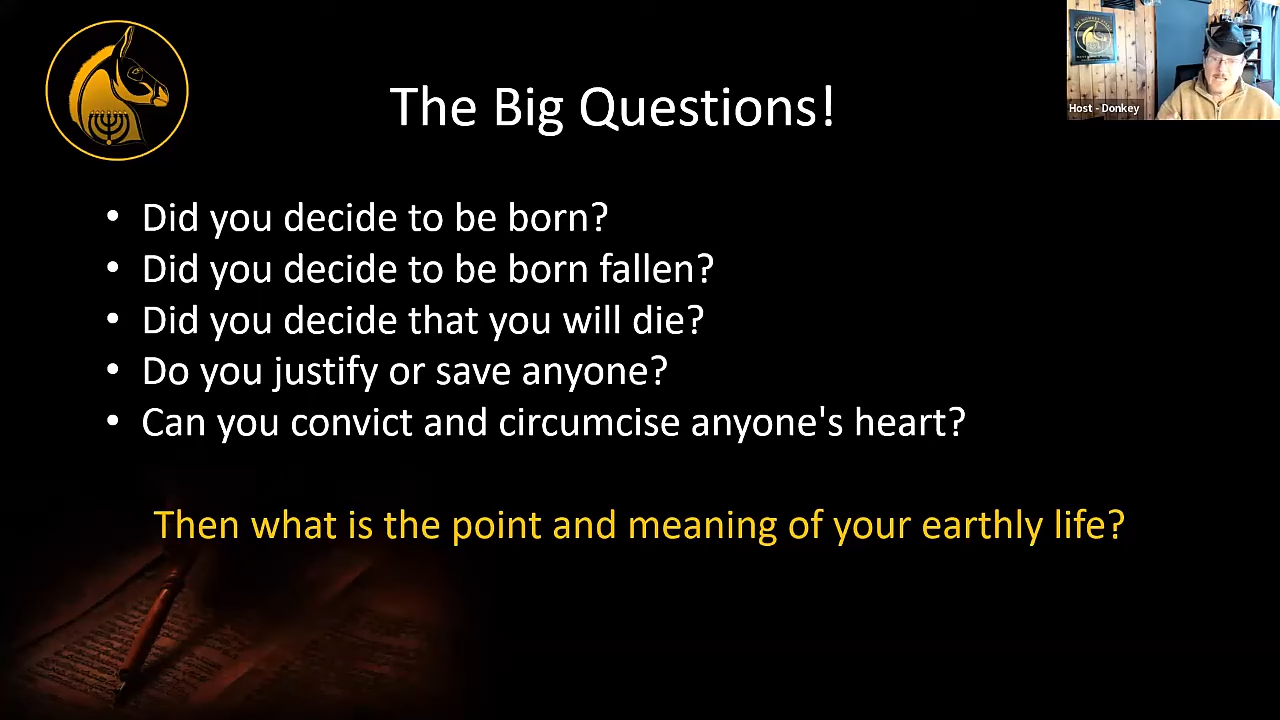 The Big Questions!
Host - Donkey
• Did you decide to be born?
• Did you decide to be born fallen?
• Did you decide that you will die?
• Do you justify or save anyone?
• Can you convict and circumcise anyone's heart?
Then what is the point and meaning of your earthly life?